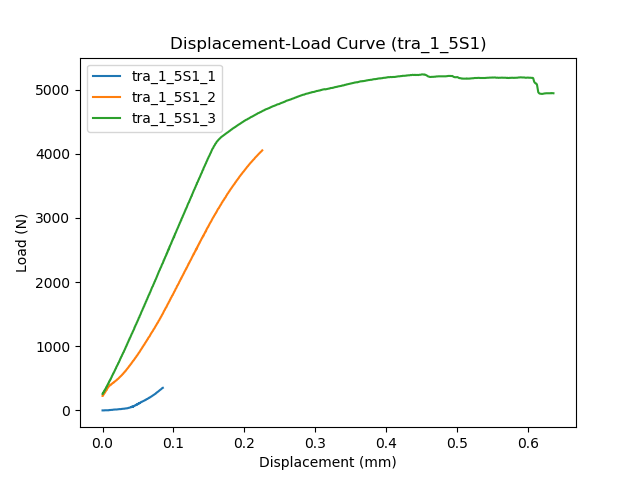 Displacement-Load Curve (tra_1_5S1)
tra_1_5S1_1
tra_1_5S1_2
tra_1_5S1_3
Load (N)
5000
4000
3000
2000
1000
0
0.0 0.1 0.2 0.3 0.4 0.5 0.6
Displacement (mm)